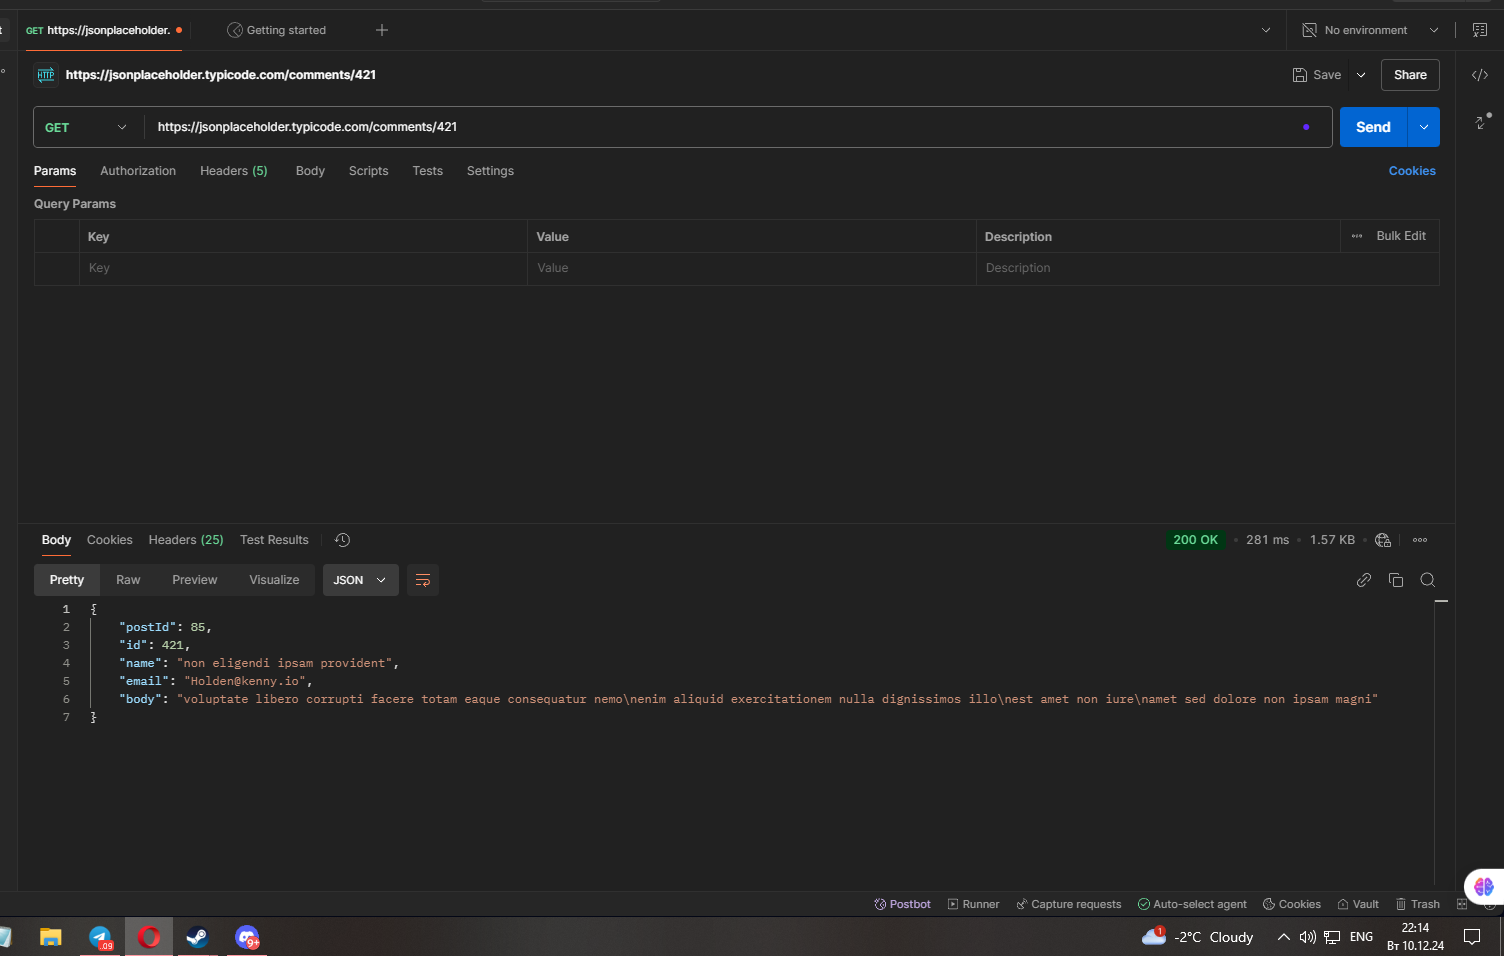 GET https://jsonplaceholder. Getting started No environment
HTTP https://jsonplaceholder.typicode.com/comments/421 Save Share
GET https://jsonplaceholder.typicode.com/comments/421 Send
Params Authorization Headers (5) Body Scripts Tests Settings Cookies
Query Params
Key Value Description Bulk Edit
Key Value Description
Body Cookies Headers (25) Test Results 200 OK 281 ms 1.57 KB
Pretty Raw Preview Visualize JSON
1 {
2 "postId": 85,
3 "id": 421,
4 "name": "non eligendi ipsam provident",
5 "email": "Holden@kenny.io",
6 "body": "voluptate libero corrupti facere totam eaque consequatur nemo\nenim aliquid exercitationem nulla dignissimos illo\nest amet non iure\namet sed dolore non ipsam magni"
7 }
Postbot Runner Capture requests Auto-select agent Cookies Vault Trash
.09 9+ 1 -2°C Cloudy ENG 22:14
Вт 10.12.24